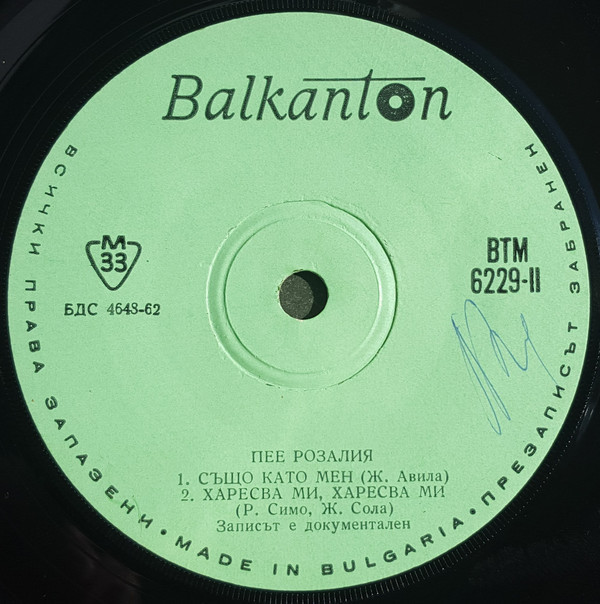 Balkanton
M
33
БДС 4643-62
ВТМ
6229-II
ПЕЕ РОЗАЛИЯ
1. СЪЩО КАТО МЕН (Ж. Авила)
2. ХАРЕСВА МИ, ХАРЕСВА МИ
(Р. Симо, Ж. Сола)
Записът е документален
ВСИЧКИ ПРАВА ЗАПАЗЕНИ • MADE IN BULGARIA • ПРЕЗАПИСЪТ ЗАБРАНЕН